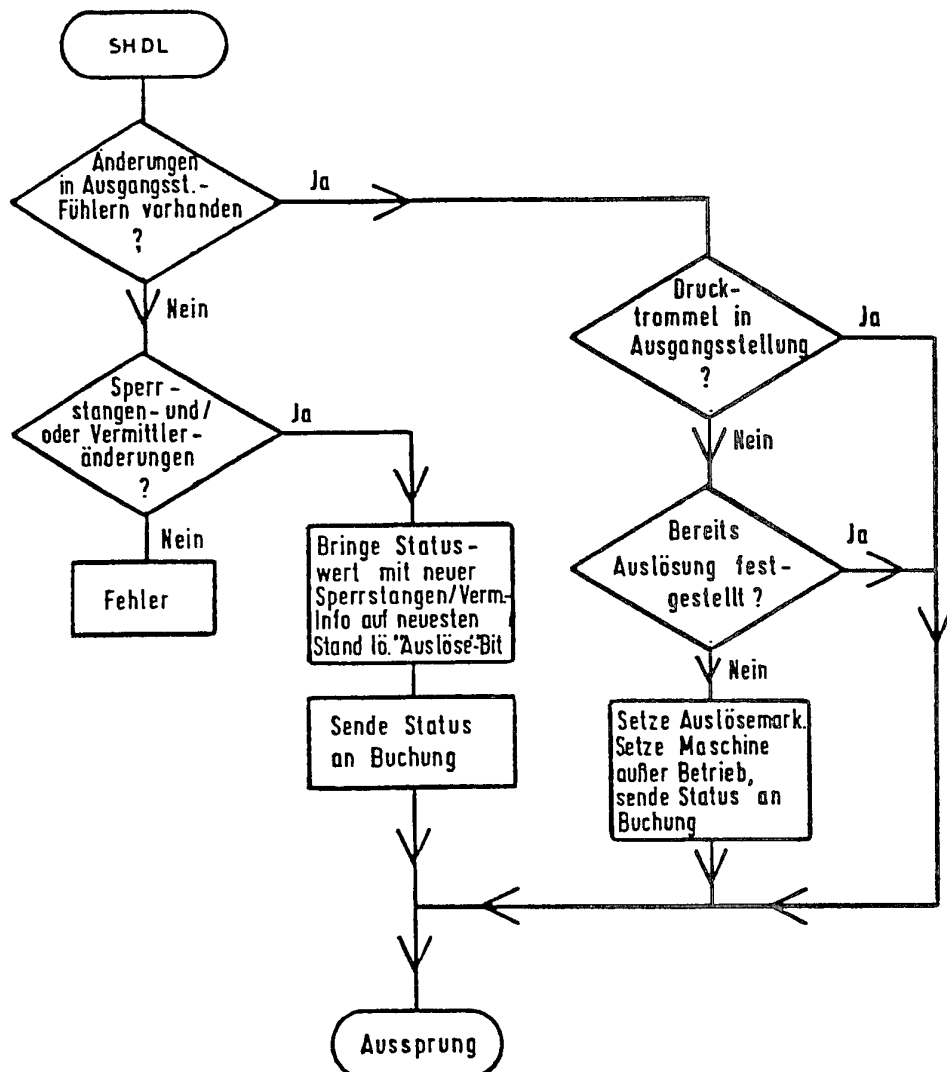 SHDL
Änderungen
in Ausgangsst.-
Fühlern vorhanden
?
Ja
Nein
Druck-
trommel in
Ausgangsstellung
?
Ja
Nein
Sperr-
stangen- und/
oder Vermittler-
änderungen
?
Ja
Nein
Fehler
Bringe Status-
wert mit neuer
Sperrstangen/Verm-
Info auf neuesten
Stand lö. "Auslöse"-Bit
Sende Status
an Buchung
Bereits
Auslösung fest-
gestellt ?
Ja
Nein
Setze Auslösemark.
Setze Maschine
außer Betrieb,
sende Status an
Buchung
Aussprung